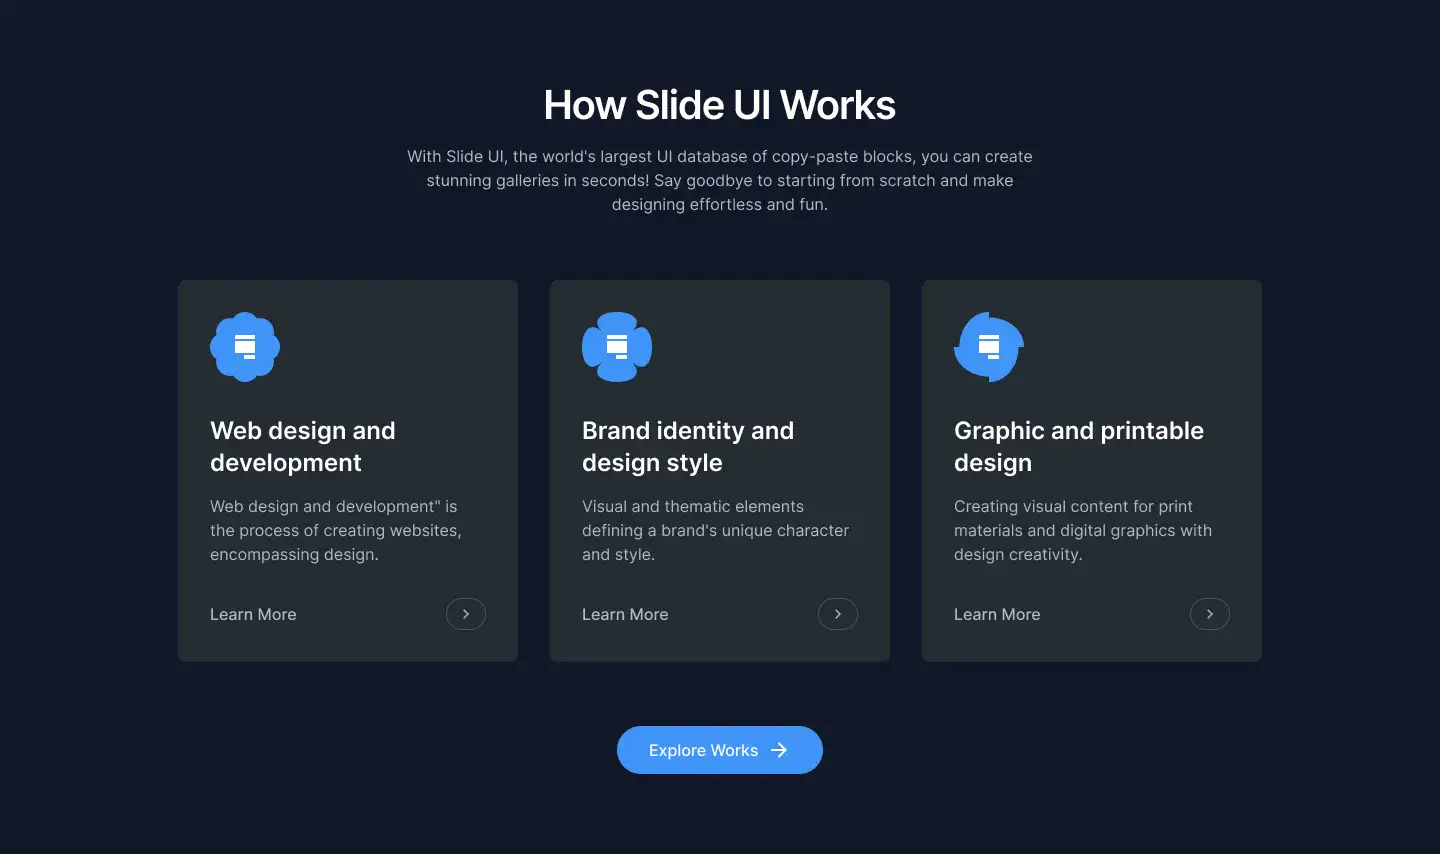 How Slide UI Works
With Slide UI, the world's largest UI database of copy-paste blocks, you can create
stunning galleries in seconds! Say goodbye to starting from scratch and make
designing effortless and fun.
Web design and
development
Web design and development" is
the process of creating websites,
encompassing design.
Learn More
Brand identity and
design style
Visual and thematic elements
defining a brand's unique character
and style.
Learn More
Graphic and printable
design
Creating visual content for print
materials and digital graphics with
design creativity.
Learn More
Explore Works